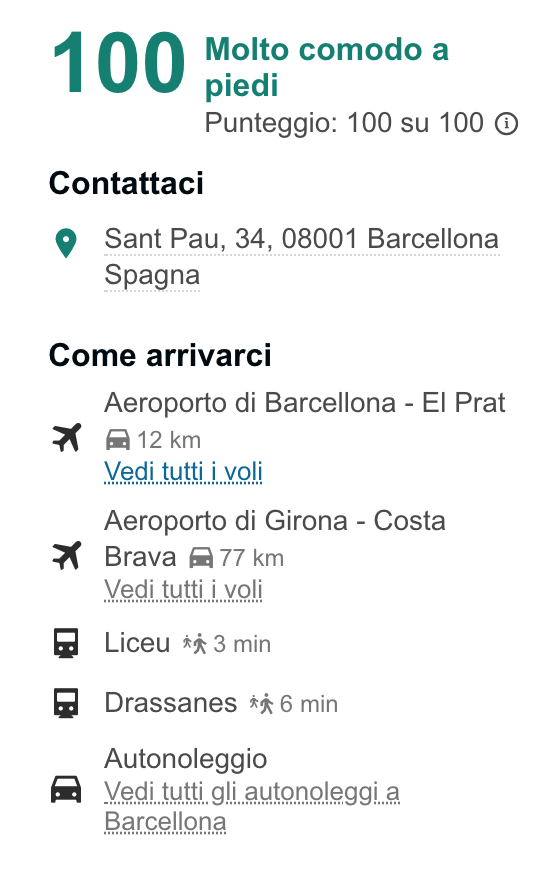 100
Molto comodo a
piedi
Punteggio: 100 su 100
Contattaci
Sant Pau, 34, 08001 Barcellona
Spagna
Come arrivarci
Aeroporto di Barcellona - El Prat
12 km
Vedi tutti i voli
Aeroporto di Girona - Costa
Brava 77 km
Vedi tutti i voli
Liceu 3 min
Drassanes 6 min
Autonoleggio
Vedi tutti gli autonoleggi a
Barcellona